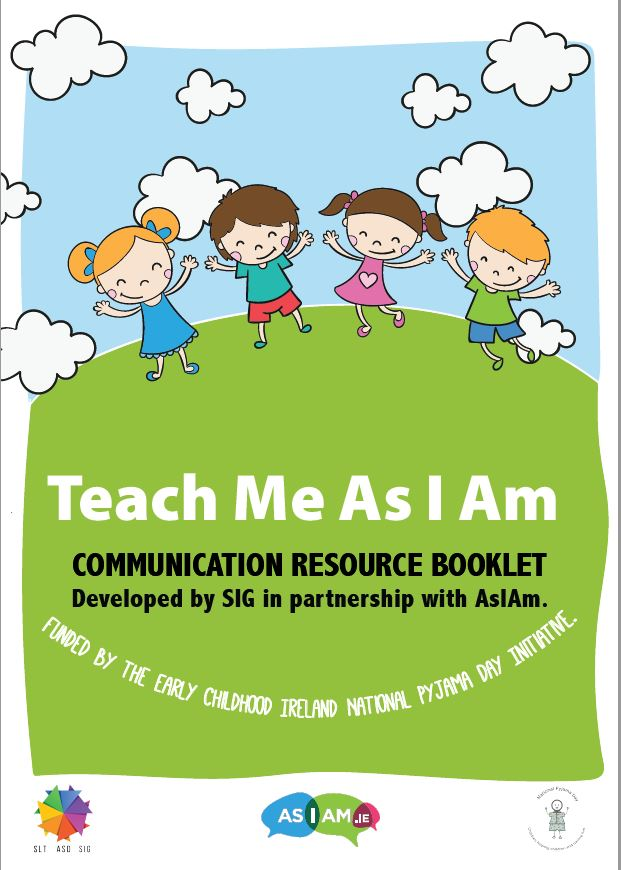 Teach Me As I Am
COMMUNICATION RESOURCE BOOKLET
Developed by SIG in partnership with AsIAm.
FUNDED BY THE EARLY CHILDHOOD IRELAND NATIONAL PYJAMA DAY INITIATIVE.
SLT ASD SIG
AS I AM .IE
National Pyjama Day